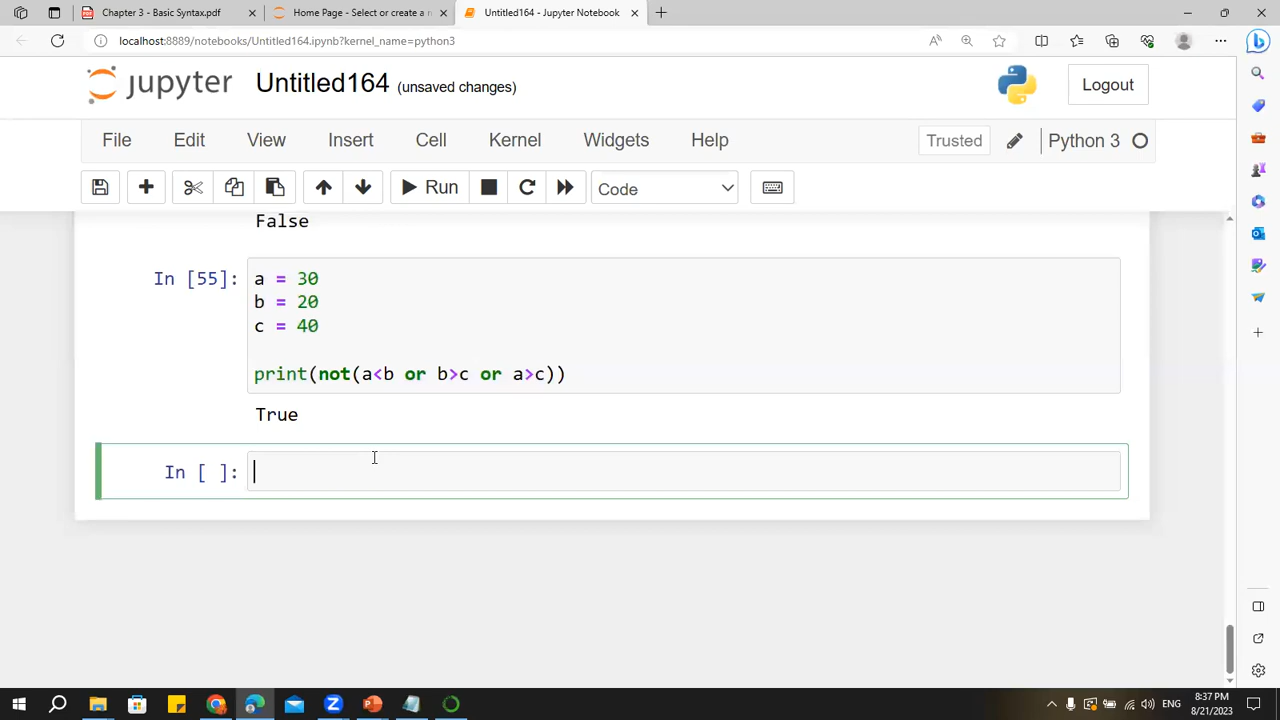 Chapter 3 - Basic Syntax.pdf
Home Page - Select or create a n
Untitled164 - Jupyter Notebook
localhost:8889/notebooks/Untitled164.ipynb?kernel_name=python3
jupyter Untitled164 (unsaved changes) Logout
File Edit View Insert Cell Kernel Widgets Help Trusted Python 3
Run Code
False
In [55]: a = 30
b = 20
c = 40
print(not(a<b or b>c or a>c))
True
In [ ]:
8:37 PM
ENG
8/21/2023